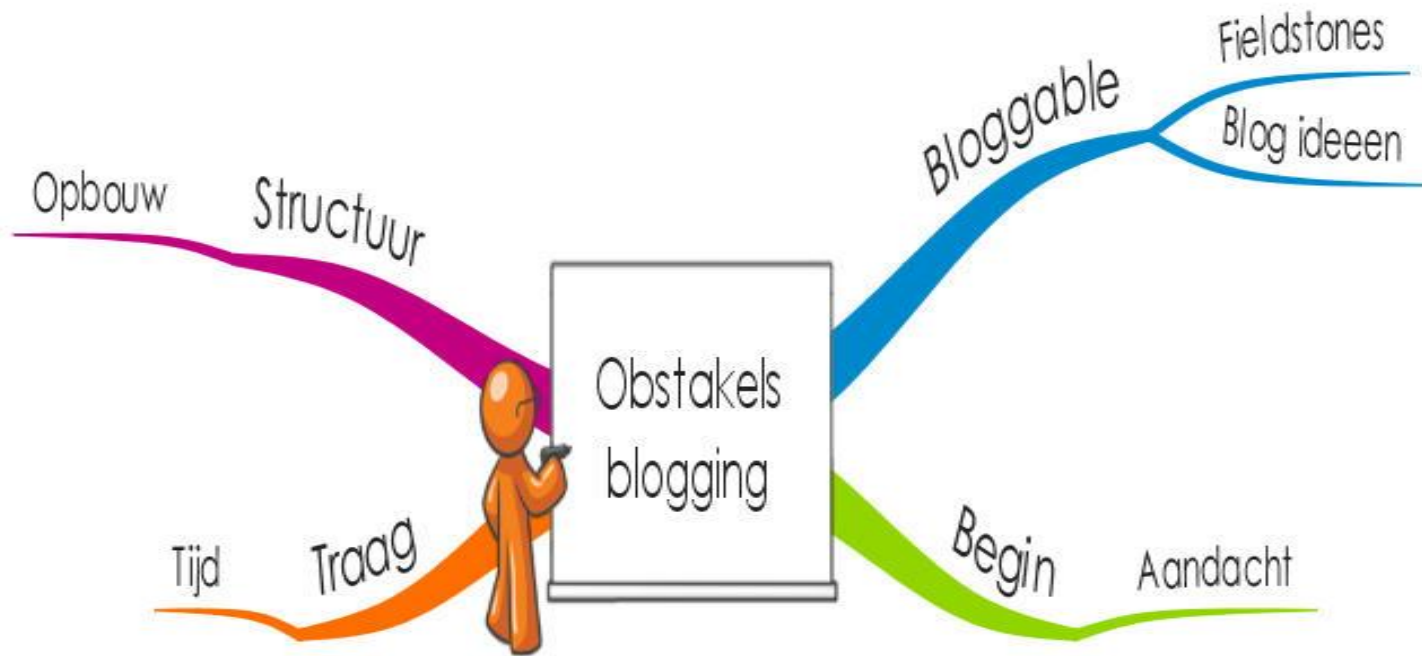 Obstakels
blogging
Bloggable
Fieldstones
Blog ideeen
Begin
Aandacht
Traag
Tijd
Structuur
Opbouw